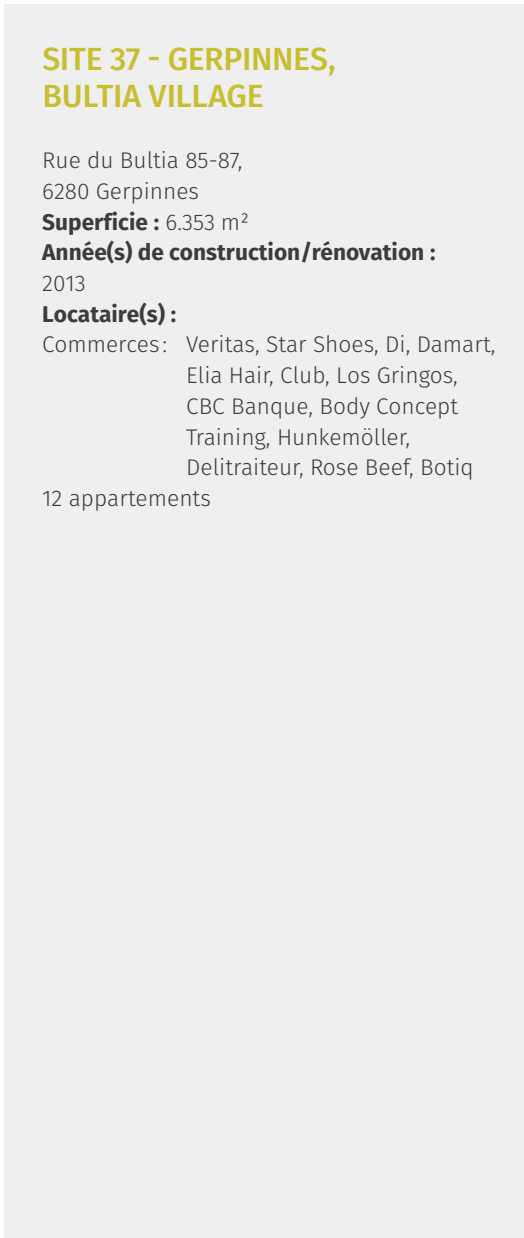 SITE 37 - GERPINNES,
BULTIA VILLAGE
Rue du Bultia 85-87,
6280 Gerpinnes
Superficie : 6.353 m²
Année(s) de construction/rénovation :
2013
Locataire(s) :
Commerces : Veritas, Star Shoes, Di, Damart,
Elia Hair, Club, Los Gringos,
CBC Banque, Body Concept
Training, Hunkemöller,
Delitraiteur, Rose Beef, Botiq
12 appartements